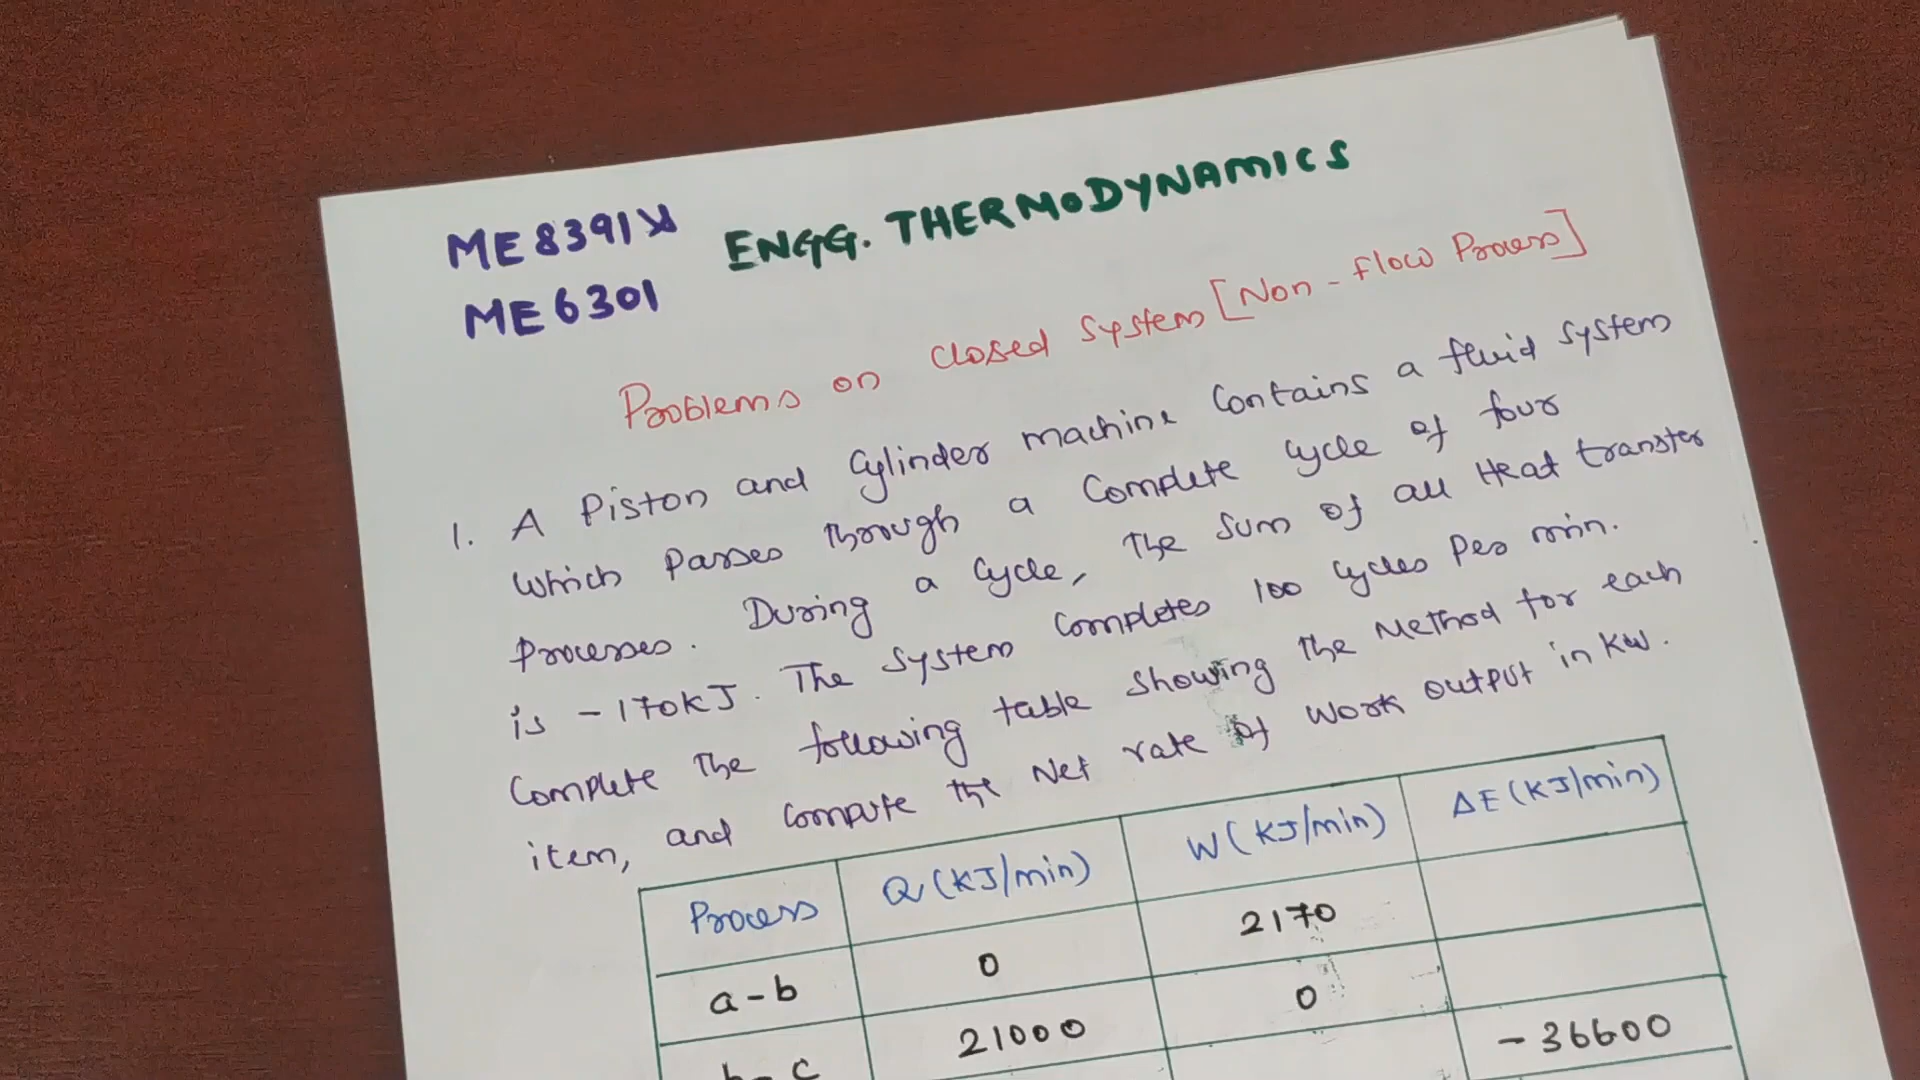 ME8391 &
ME6301
ENGG. THERMODYNAMICS
Problems on closed system [Non-flow Process]
1. A Piston and Cylinder machine Contains a fluid system
which Passes through a Complete cycle of four
Processes. During a cycle, the sum of all Heat transfer
is -170KJ. The system completes 100 cycles per min.
Complete the following table showing the Method for each
item, and compute the Net rate of work output in KW.
Process Q (KJ/min) W (KJ/min) ΔE (KJ/min)
a-b 0 2170
b-c 21000 0
-36600